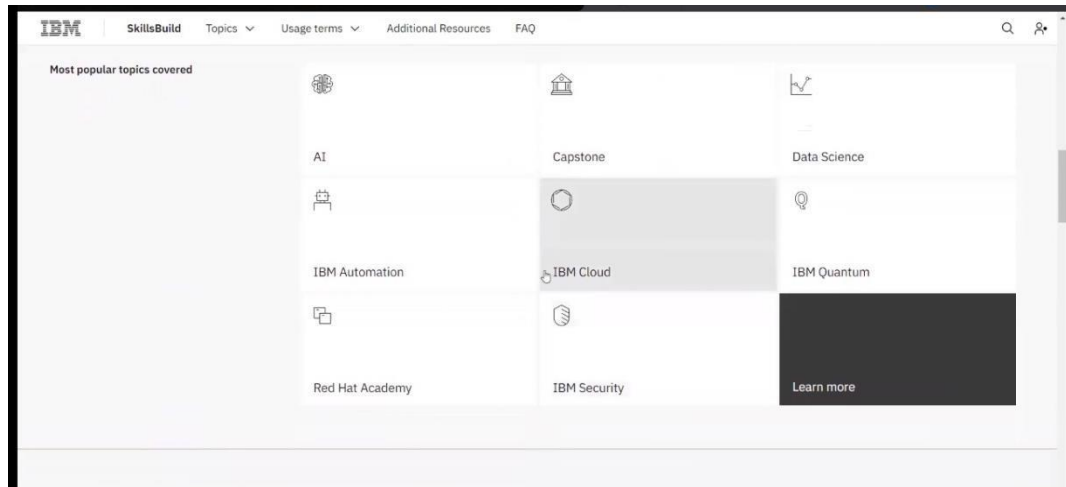 IBM SkillsBuild Topics Usage terms Additional Resources FAQ
Most popular topics covered
AI Capstone Data Science
IBM Automation IBM Cloud IBM Quantum
Red Hat Academy IBM Security Learn more